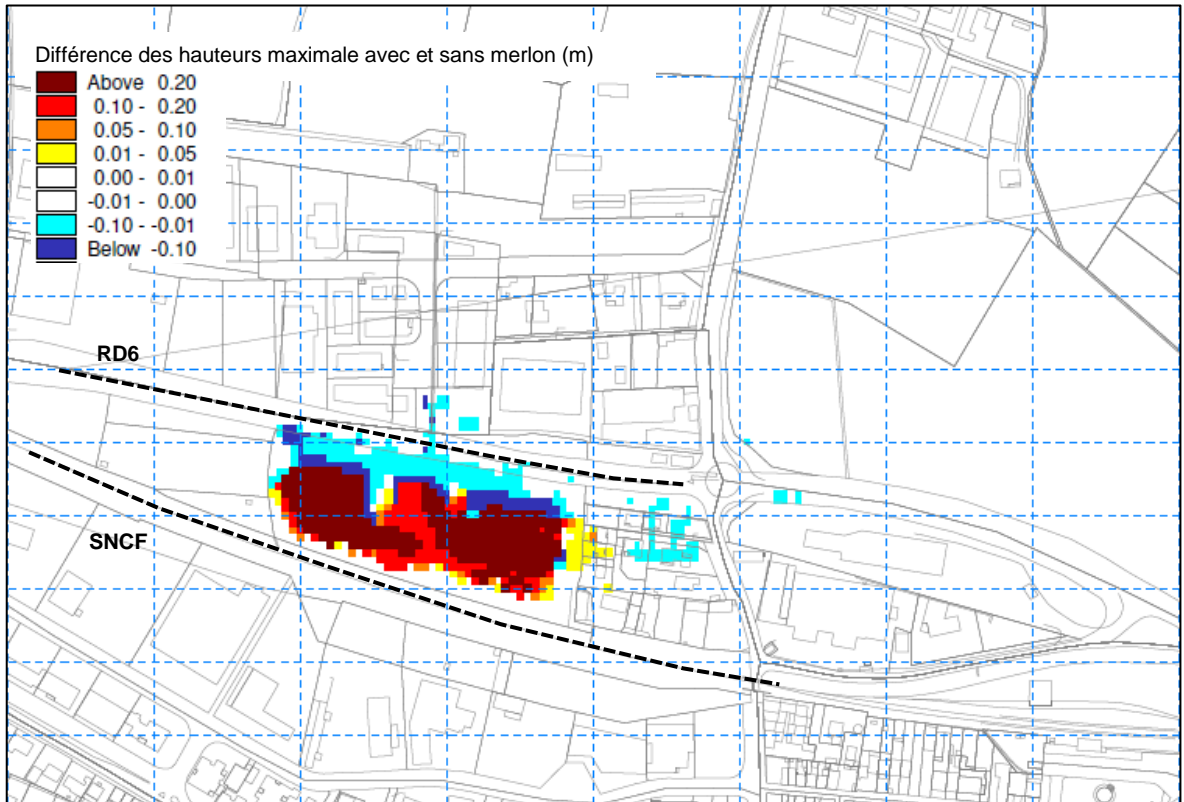 Différence des hauteurs maximale avec et sans merlon (m)
Above 0.20
0.10 - 0.20
0.05 - 0.10
0.01 - 0.05
0.00 - 0.01
-0.01 - 0.00
-0.10 - -0.01
Below -0.10
RD6
SNCF